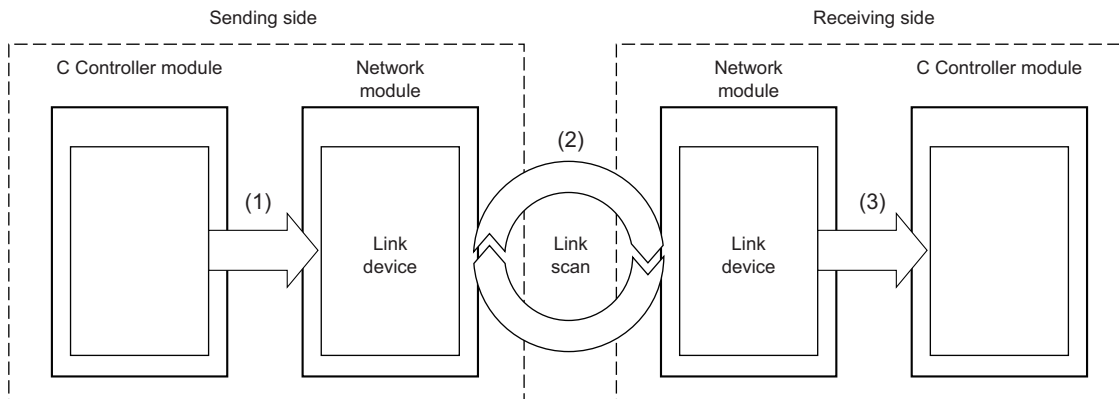 Sending side
Receiving side
C Controller module
Network
module
Network
module
C Controller module
(1)
(2)
(3)
Link
device
Link
scan
Link
device